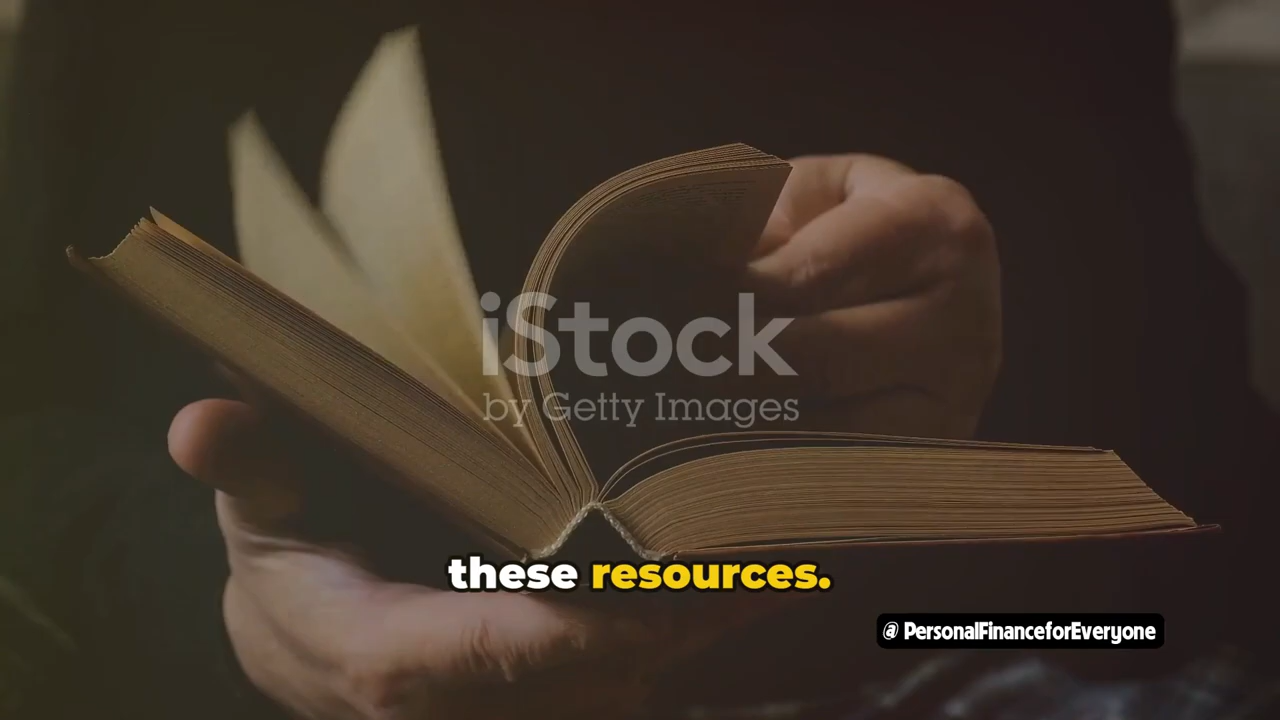 iStock
by Getty Images
these resources.
@ PersonalFinanceforEveryone